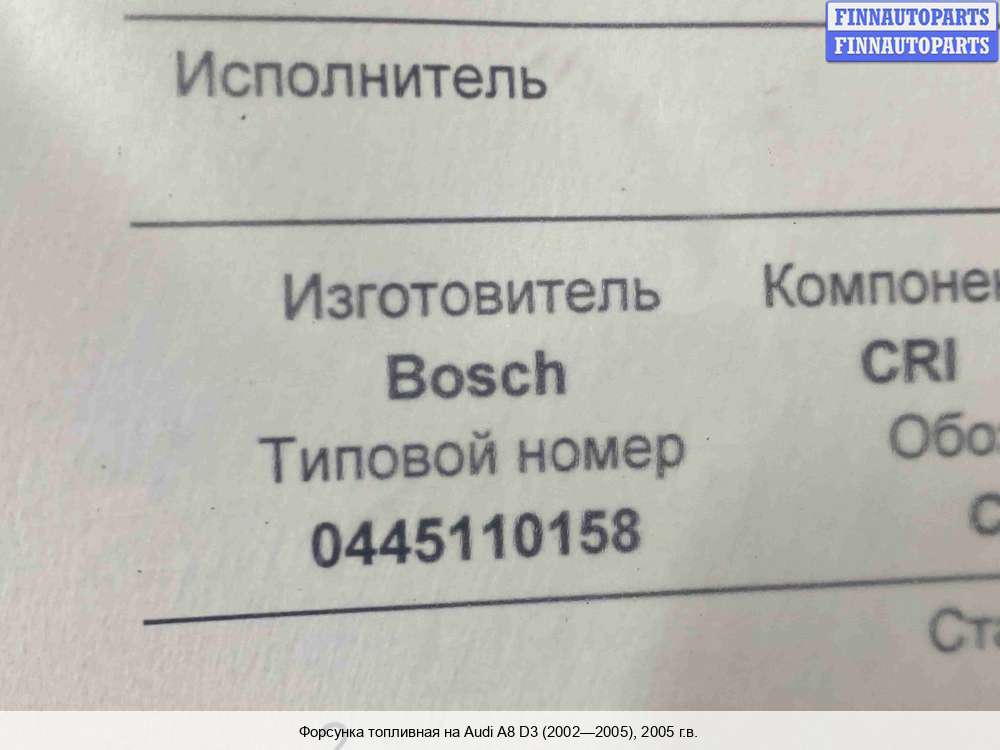 FINNAUTOPARTS
FINNAUTOPARTS
Исполнитель
Изготовитель Компонен
Bosch CRI
Типовой номер Обо
0445110158 С
Ст
Форсунка топливная на Audi A8 D3 (2002—2005), 2005 г.в.